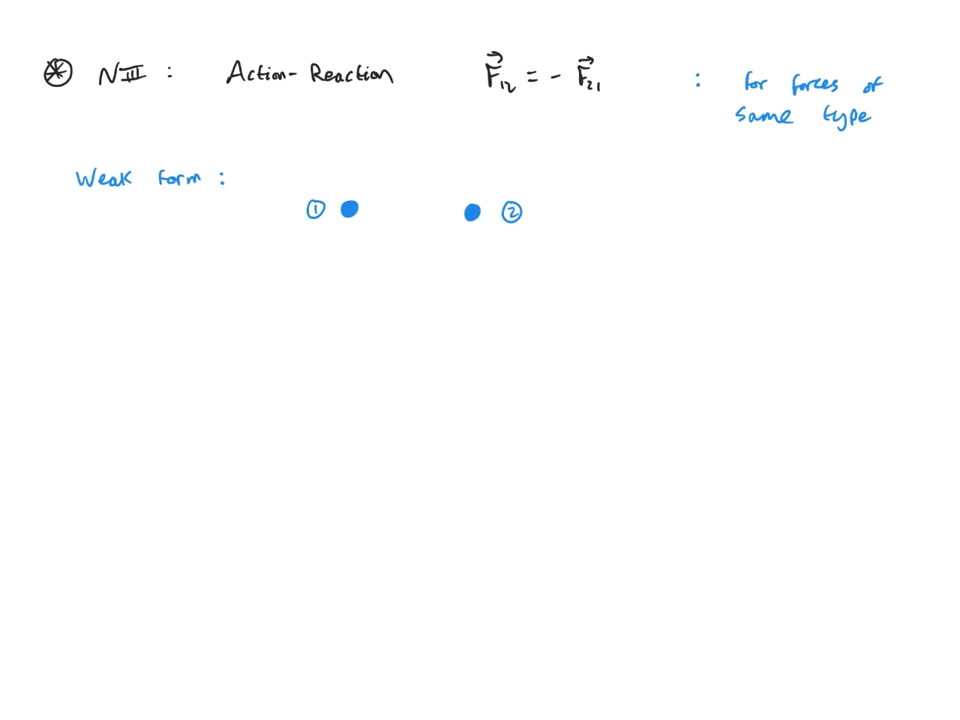 ⊛ NIII : Action-Reaction F⃗₁₂ = - F⃗₂₁ : for forces of
same type
Weak form :
① ②